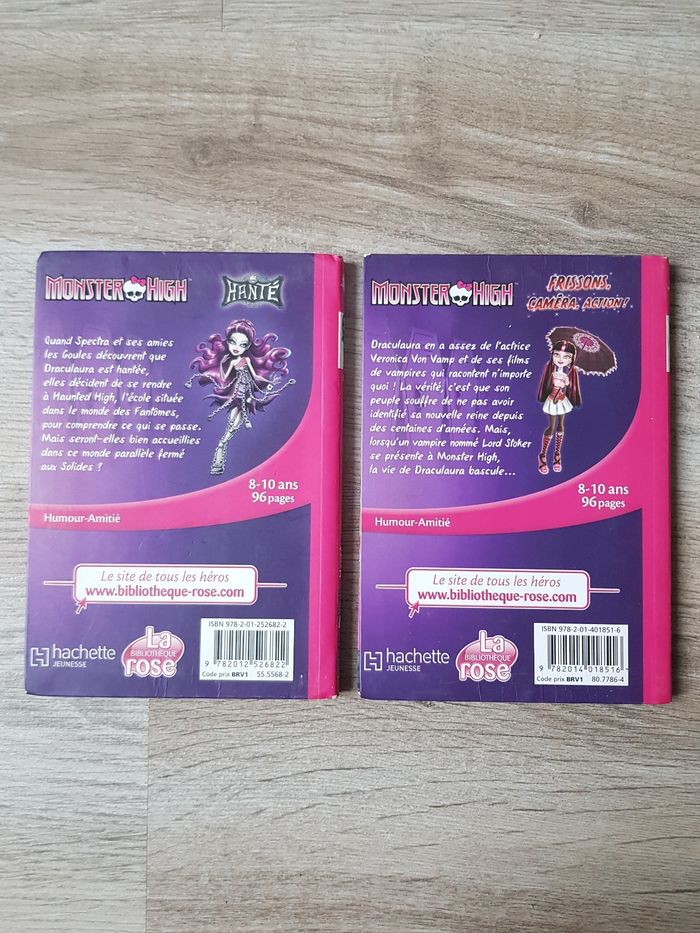 MONSTER HIGH
HANTÉ
Quand Spectra et ses amies
les Goules découvrent que
Draculaura est hantée,
elles décident de se rendre
à Haunted High, l'école située
dans le monde des Fantômes,
pour comprendre ce qui se passe.
Mais seront-elles bien accueillies
dans ce monde parallèle fermé
aux Solides ?
8-10 ans
96 pages
Humour-Amitié
Le site de tous les héros
www.bibliotheque-rose.com
hachette
JEUNESSE
La
BIBLIOTHÈQUE
rose
ISBN 978-2-01-252682-2
9 782012 526822
Code prix BRV1 55.5568-2
MONSTER HIGH
FRISSONS,
CAMÉRA, ACTION !
Draculaura en a assez de l'actrice
Veronica Von Vamp et de ses films
de vampires qui racontent n'importe
quoi ! La vérité, c'est que son
peuple souffre de ne pas avoir
identifié sa nouvelle reine depuis
des centaines d'années. Mais,
lorsqu'un vampire nommé Lord Stoker
se présente à Monster High,
la vie de Draculaura bascule...
8-10 ans
96 pages
Humour-Amitié
Le site de tous les héros
www.bibliotheque-rose.com
hachette
JEUNESSE
La
BIBLIOTHÈQUE
rose
ISBN 978-2-01-401851-6
9 782014 018516
Code prix BRV1 80.7786-4